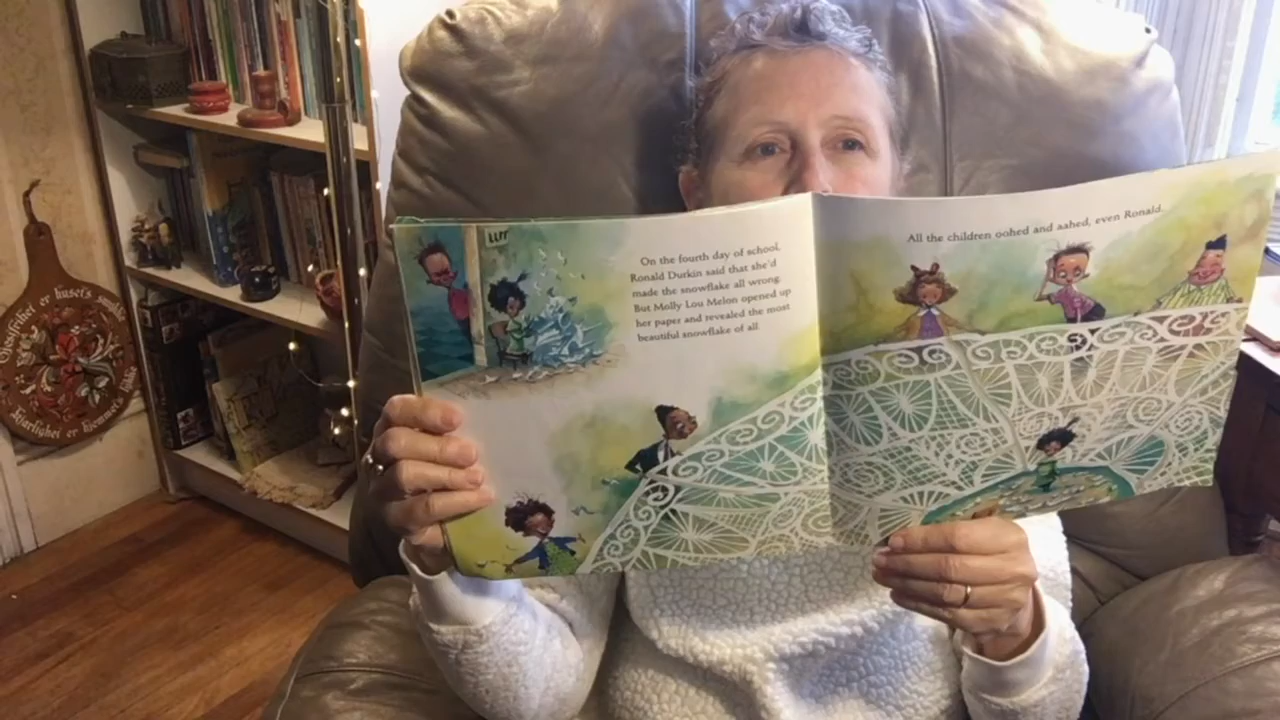 On the fourth day of school,
Ronald Durkin said that she'd
made the snowflake all wrong.
But Molly Lou Melon opened up
her paper and revealed the most
beautiful snowflake of all.
All the children oohed and aahed, even Ronald.